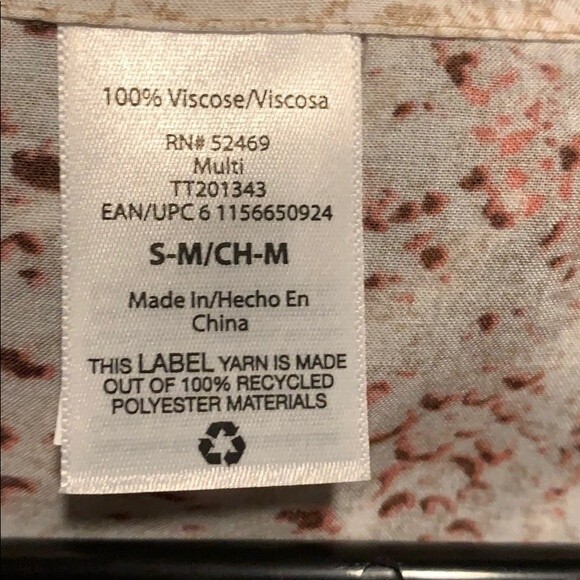 100% Viscose/Viscosa
RN# 52469
Multi
TT201343
EAN/UPC 6 1156650924
S-M/CH-M
Made In/Hecho En
China
THIS LABEL YARN IS MADE
OUT OF 100% RECYCLED
POLYESTER MATERIALS